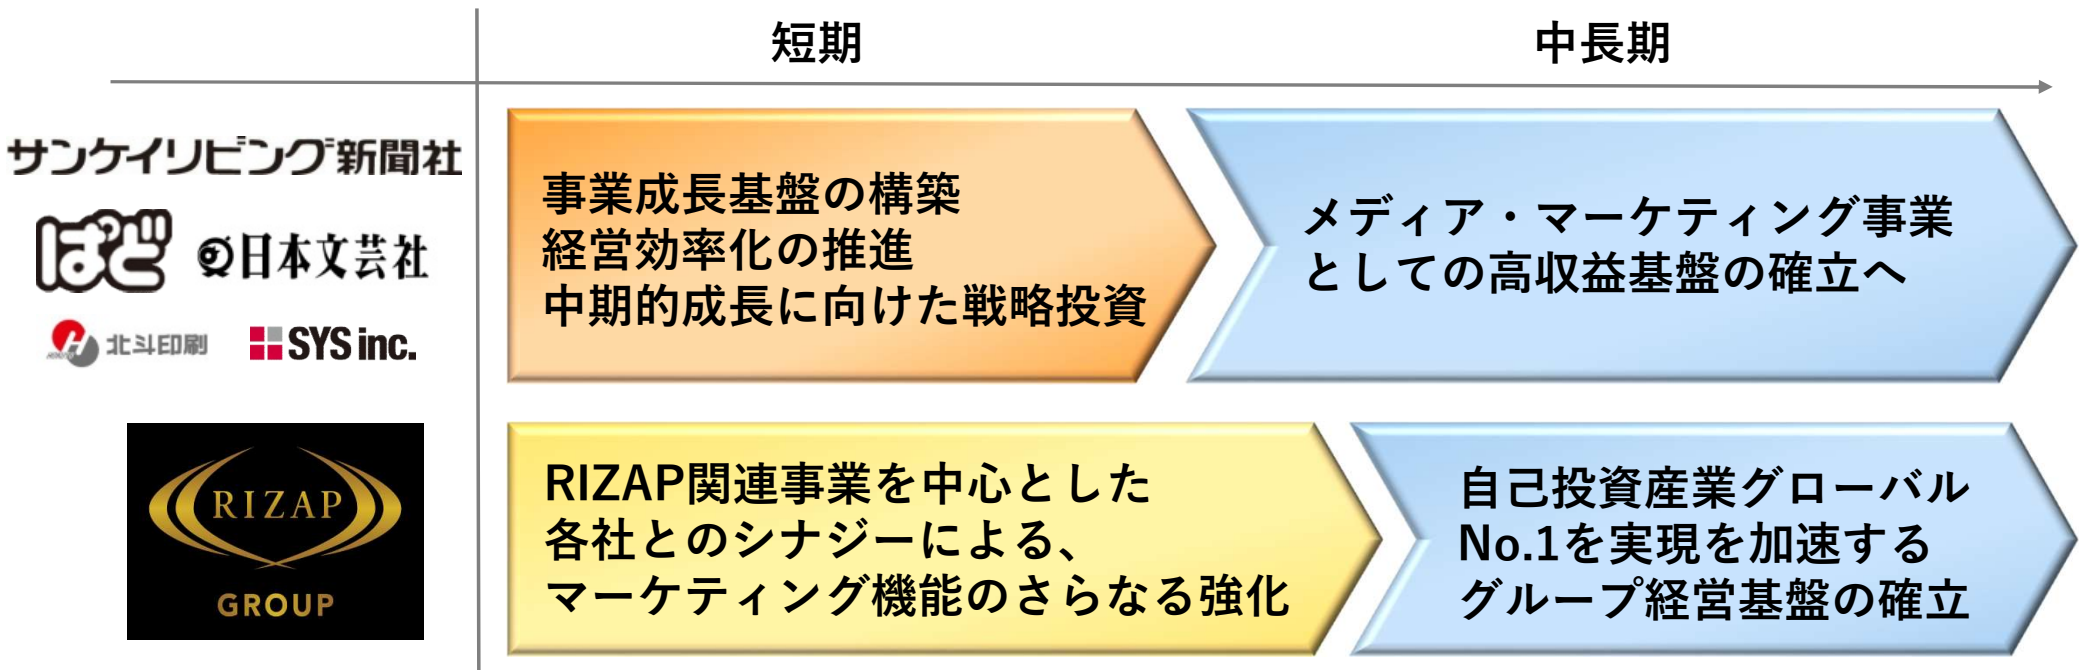 短期
中長期
サンケイリビング新聞社
ぱど
日本文芸社
北斗印刷
SYS inc.
事業成長基盤の構築
経営効率化の推進
中期的成長に向けた戦略投資
メディア・マーケティング事業
としての高収益基盤の確立へ
RIZAP
GROUP
RIZAP関連事業を中心とした
各社とのシナジーによる、
マーケティング機能のさらなる強化
自己投資産業グローバル
No.1を実現を加速する
グループ経営基盤の確立